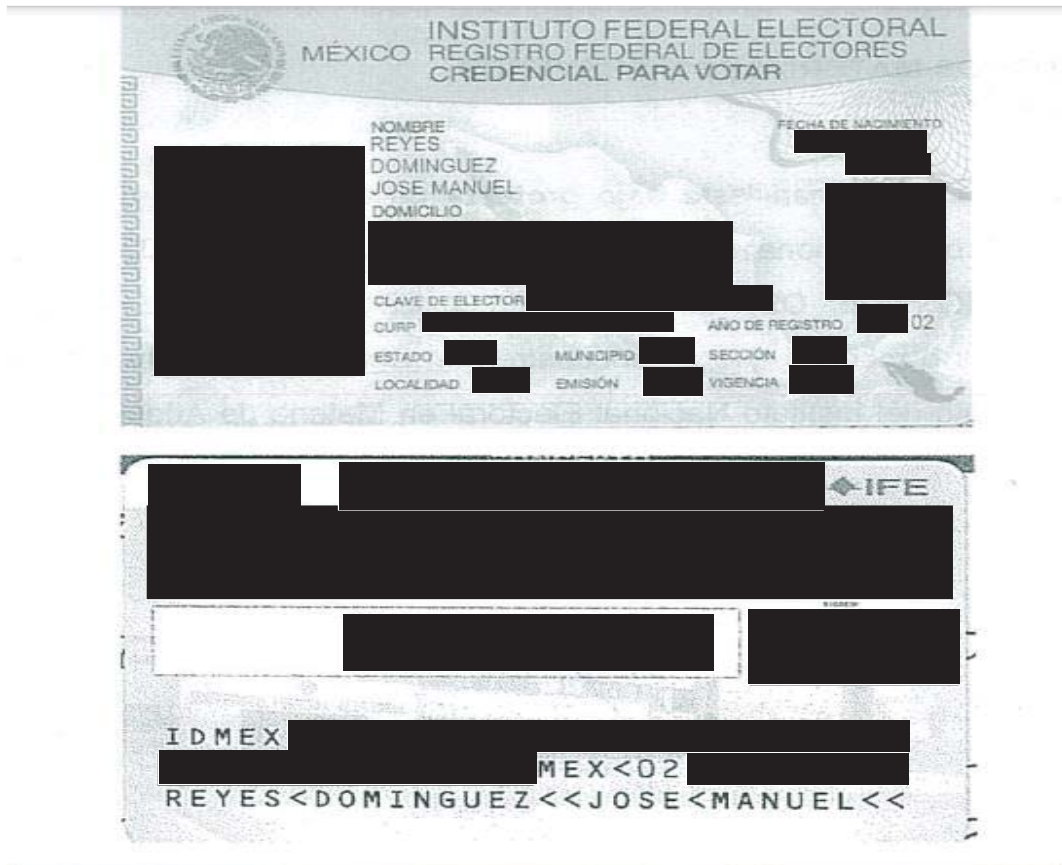 MÉXICO
INSTITUTO FEDERAL ELECTORAL
REGISTRO FEDERAL DE ELECTORES
CREDENCIAL PARA VOTAR
NOMBRE
REYES
DOMINGUEZ
JOSE MANUEL
FECHA DE NACIMIENTO
DOMICILIO
CLAVE DE ELECTOR
CURP
AÑO DE REGISTRO 02
ESTADO MUNICIPIO SECCIÓN
LOCALIDAD EMISIÓN VIGENCIA
IFE
IDMEX
MEX<02
REYES<DOMINGUEZ<<JOSE<MANUEL<<